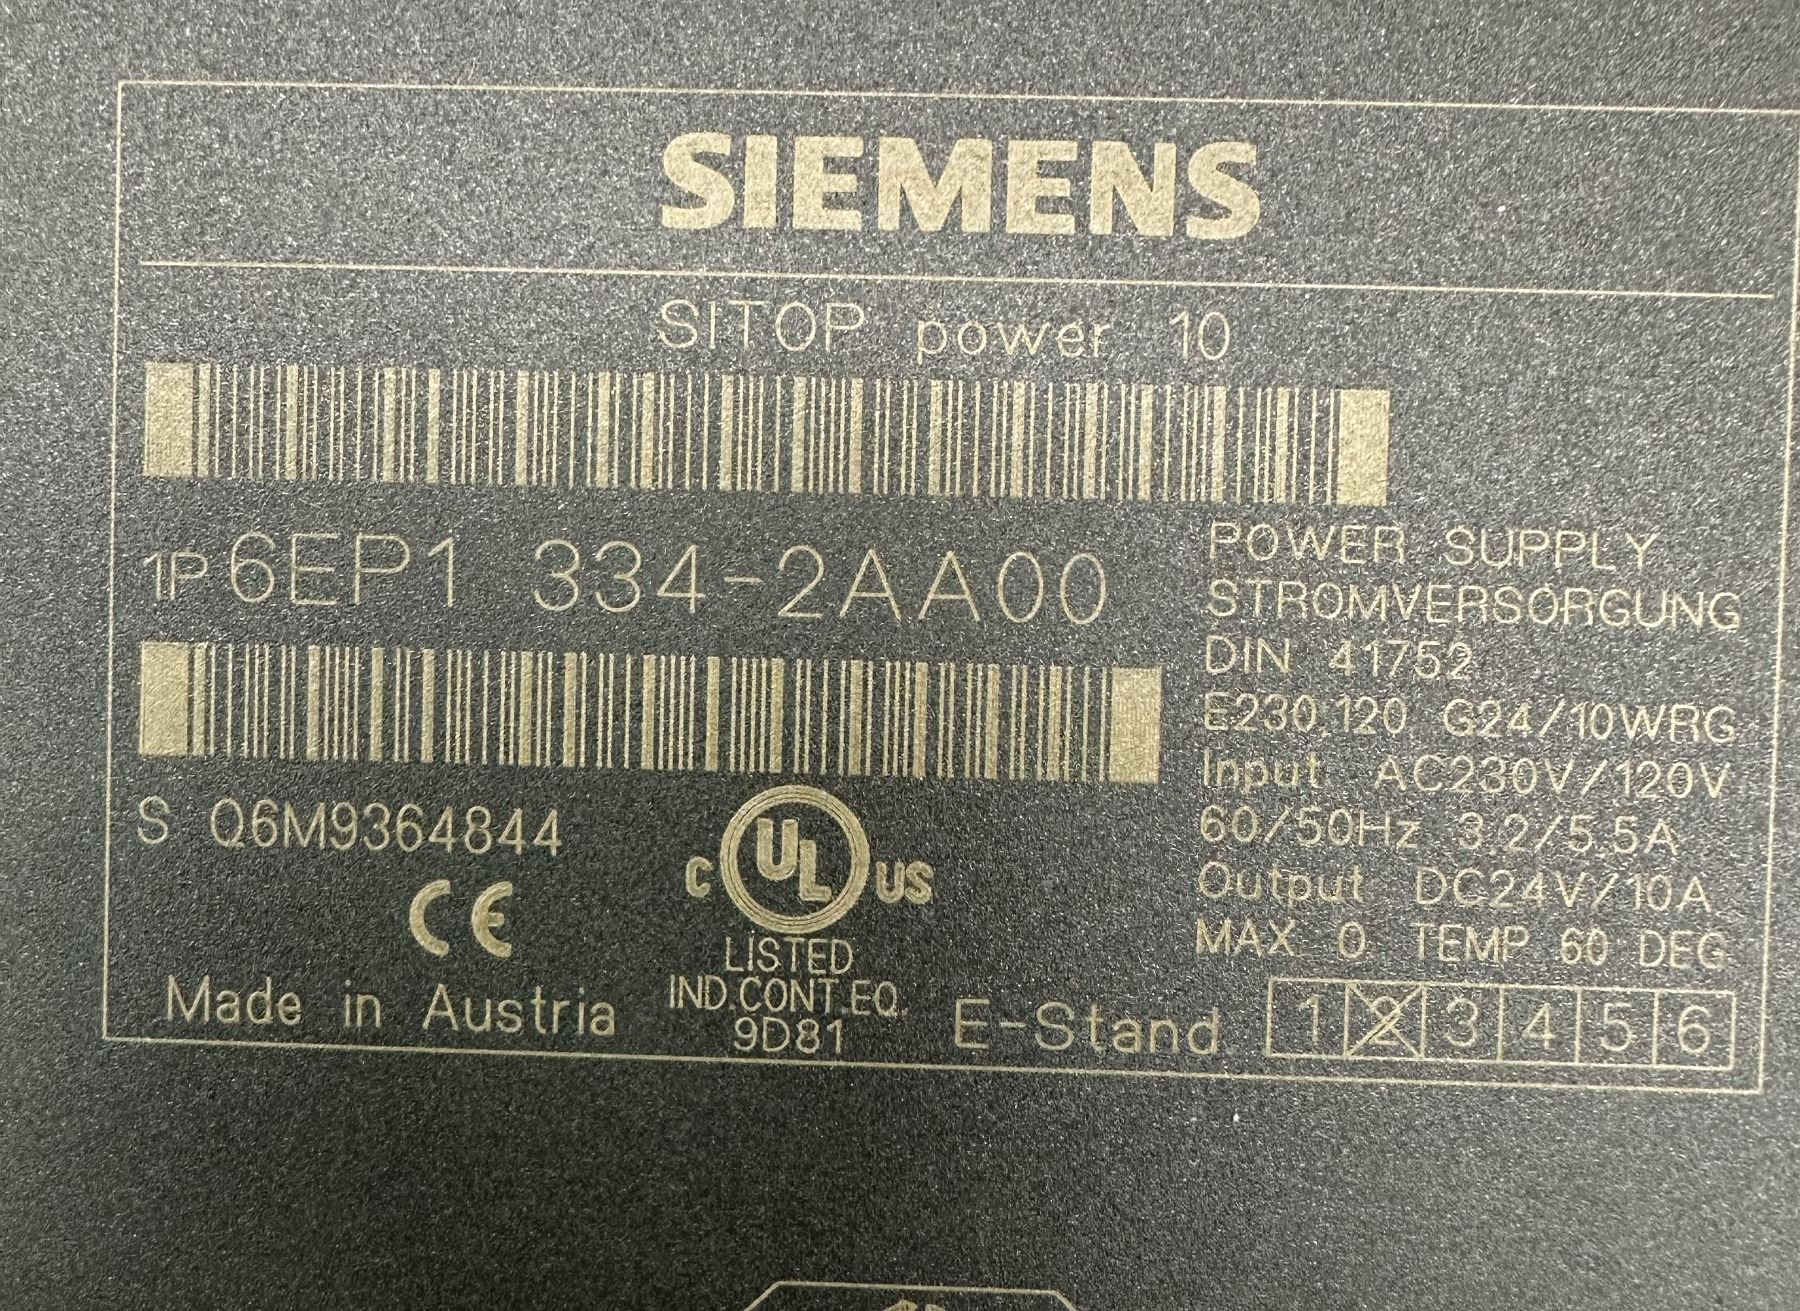 SIEMENS
SITOP power 10
1P 6EP1 334-2AA00
S Q6M9364844
CE
C UL US
LISTED
IND.CONT.EQ.
9D81
Made in Austria
POWER SUPPLY
STROMVERSORGUNG
DIN 41752
E230,120 G24/10WRG
Input AC230V/120V
60/50Hz 3.2/5.5A
Output DC24V/10A
MAX 0 TEMP 60 DEG
E-Stand 1 2 3 4 5 6